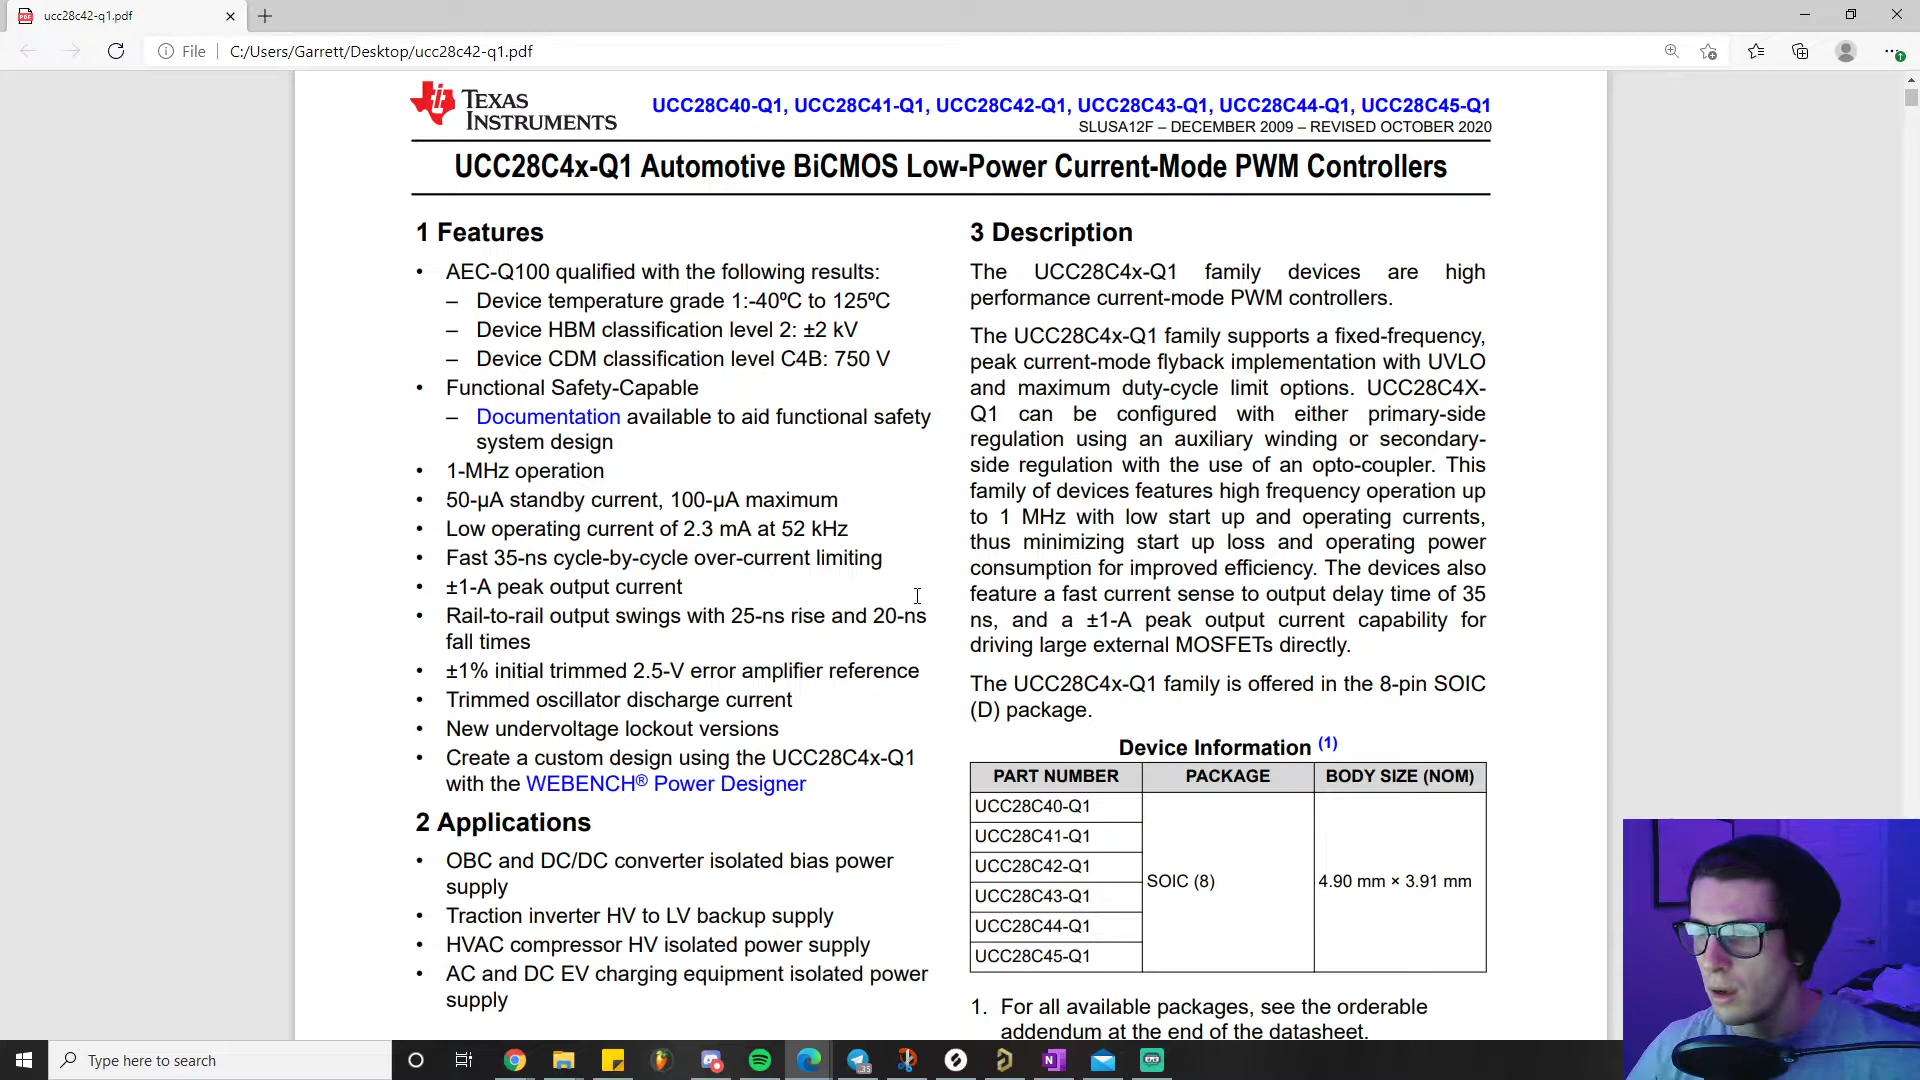 ucc28c42-q1.pdf
File
C:/Users/Garrett/Desktop/ucc28c42-q1.pdf
TEXAS
INSTRUMENTS
UCC28C40-Q1, UCC28C41-Q1, UCC28C42-Q1, UCC28C43-Q1, UCC28C44-Q1, UCC28C45-Q1
SLUSA12F – DECEMBER 2009 – REVISED OCTOBER 2020
UCC28C4x-Q1 Automotive BiCMOS Low-Power Current-Mode PWM Controllers
1 Features
• AEC-Q100 qualified with the following results:
– Device temperature grade 1:-40ºC to 125ºC
– Device HBM classification level 2: ±2 kV
– Device CDM classification level C4B: 750 V
• Functional Safety-Capable
– Documentation available to aid functional safety
system design
• 1-MHz operation
• 50-µA standby current, 100-µA maximum
• Low operating current of 2.3 mA at 52 kHz
• Fast 35-ns cycle-by-cycle over-current limiting
• ±1-A peak output current
• Rail-to-rail output swings with 25-ns rise and 20-ns
fall times
• ±1% initial trimmed 2.5-V error amplifier reference
• Trimmed oscillator discharge current
• New undervoltage lockout versions
• Create a custom design using the UCC28C4x-Q1
with the WEBENCH® Power Designer
2 Applications
• OBC and DC/DC converter isolated bias power
supply
• Traction inverter HV to LV backup supply
• HVAC compressor HV isolated power supply
• AC and DC EV charging equipment isolated power
supply
3 Description
The UCC28C4x-Q1 family devices are high
performance current-mode PWM controllers.
The UCC28C4x-Q1 family supports a fixed-frequency,
peak current-mode flyback implementation with UVLO
and maximum duty-cycle limit options. UCC28C4X-
Q1 can be configured with either primary-side
regulation using an auxiliary winding or secondary-
side regulation with the use of an opto-coupler. This
family of devices features high frequency operation up
to 1 MHz with low start up and operating currents,
thus minimizing start up loss and operating power
consumption for improved efficiency. The devices also
feature a fast current sense to output delay time of 35
ns, and a ±1-A peak output current capability for
driving large external MOSFETs directly.
The UCC28C4x-Q1 family is offered in the 8-pin SOIC
(D) package.
Device Information (1)
PART NUMBER PACKAGE BODY SIZE (NOM)
UCC28C40-Q1
UCC28C41-Q1
UCC28C42-Q1
SOIC (8) 4.90 mm × 3.91 mm
UCC28C43-Q1
UCC28C44-Q1
UCC28C45-Q1
1. For all available packages, see the orderable
addendum at the end of the datasheet.
Type here to search